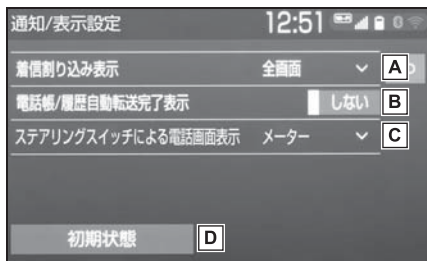 通知/表示設定 12:51
着信割り込み表示 全画面 A
電話帳/履歴自動転送完了表示 しない B
ステアリングスイッチによる電話画面表示 メーター C
初期状態 D